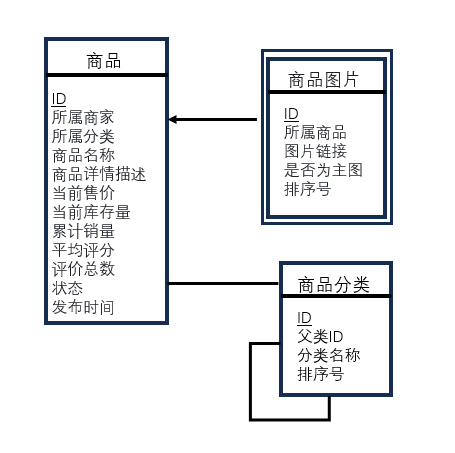 商品
ID
所属商家
所属分类
商品名称
商品详情描述
当前售价
当前库存量
累计销量
平均评分
评价总数
状态
发布时间
商品图片
ID
所属商品
图片链接
是否为主图
排序号
商品分类
ID
父类ID
分类名称
排序号